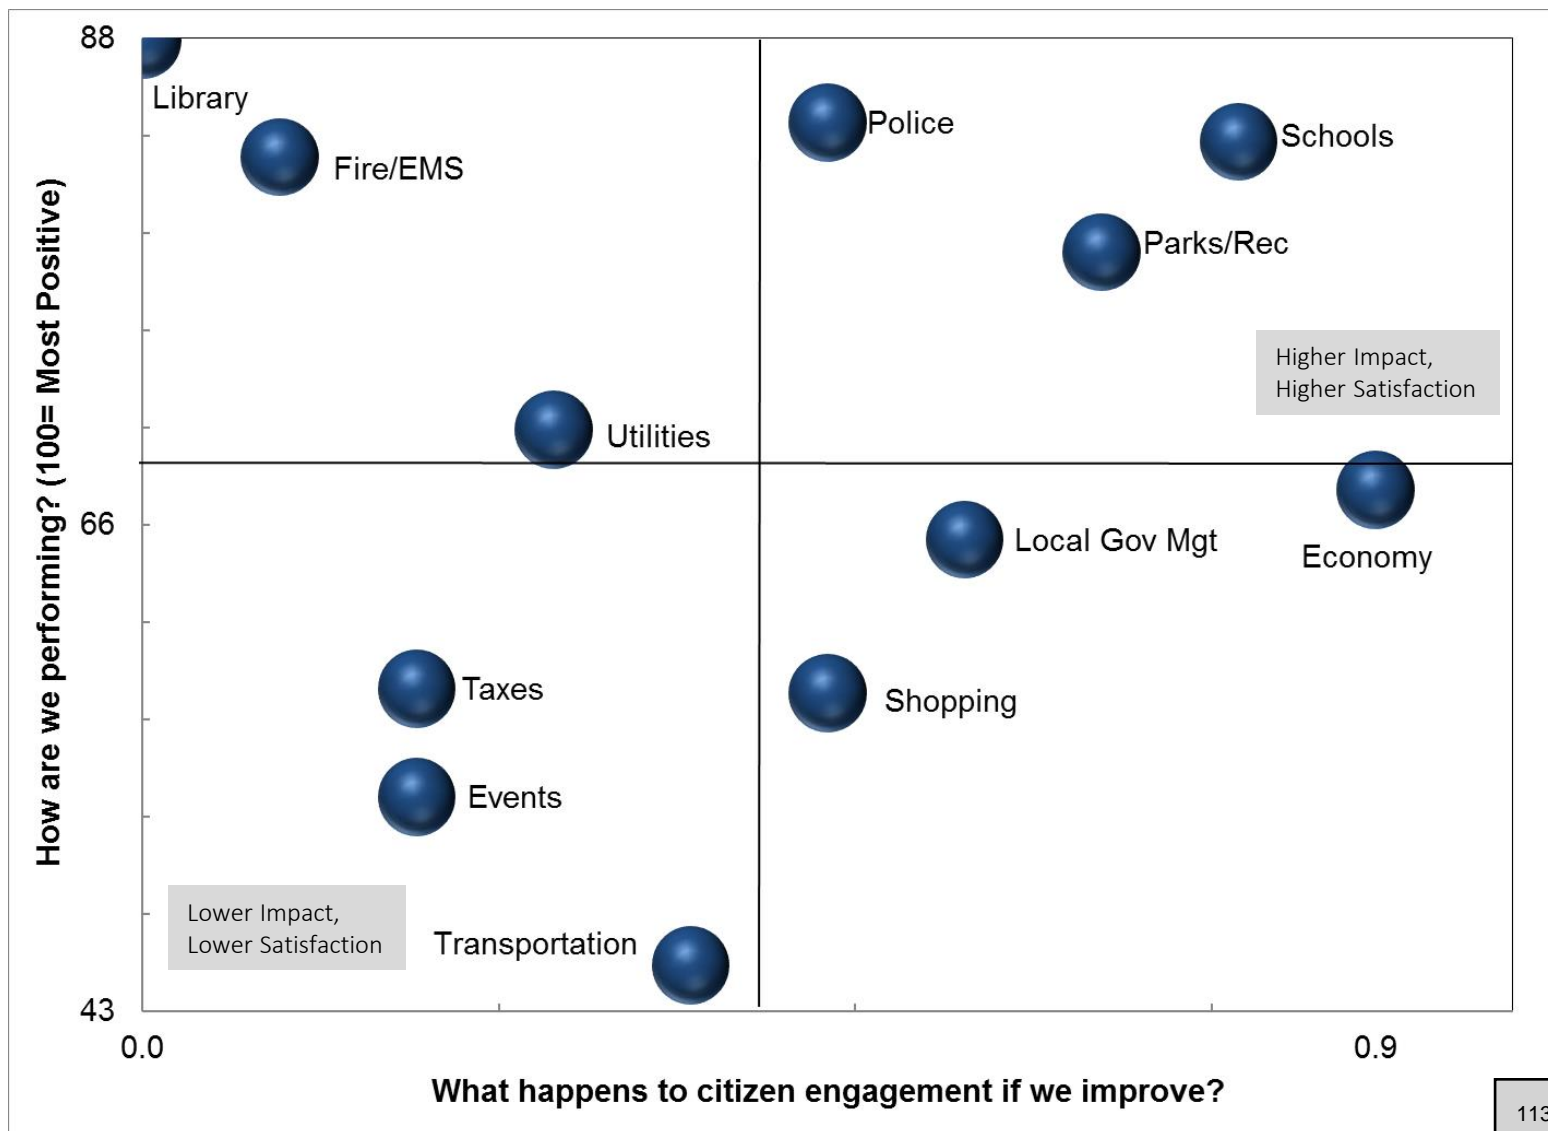 88
Library
Police
Schools
Fire/EMS
Parks/Rec
How are we performing? (100= Most Positive)
Higher Impact,
Higher Satisfaction
Utilities
66
Local Gov Mgt
Economy
Taxes
Shopping
Events
Lower Impact,
Lower Satisfaction
Transportation
43
0.0
0.9
What happens to citizen engagement if we improve?
113